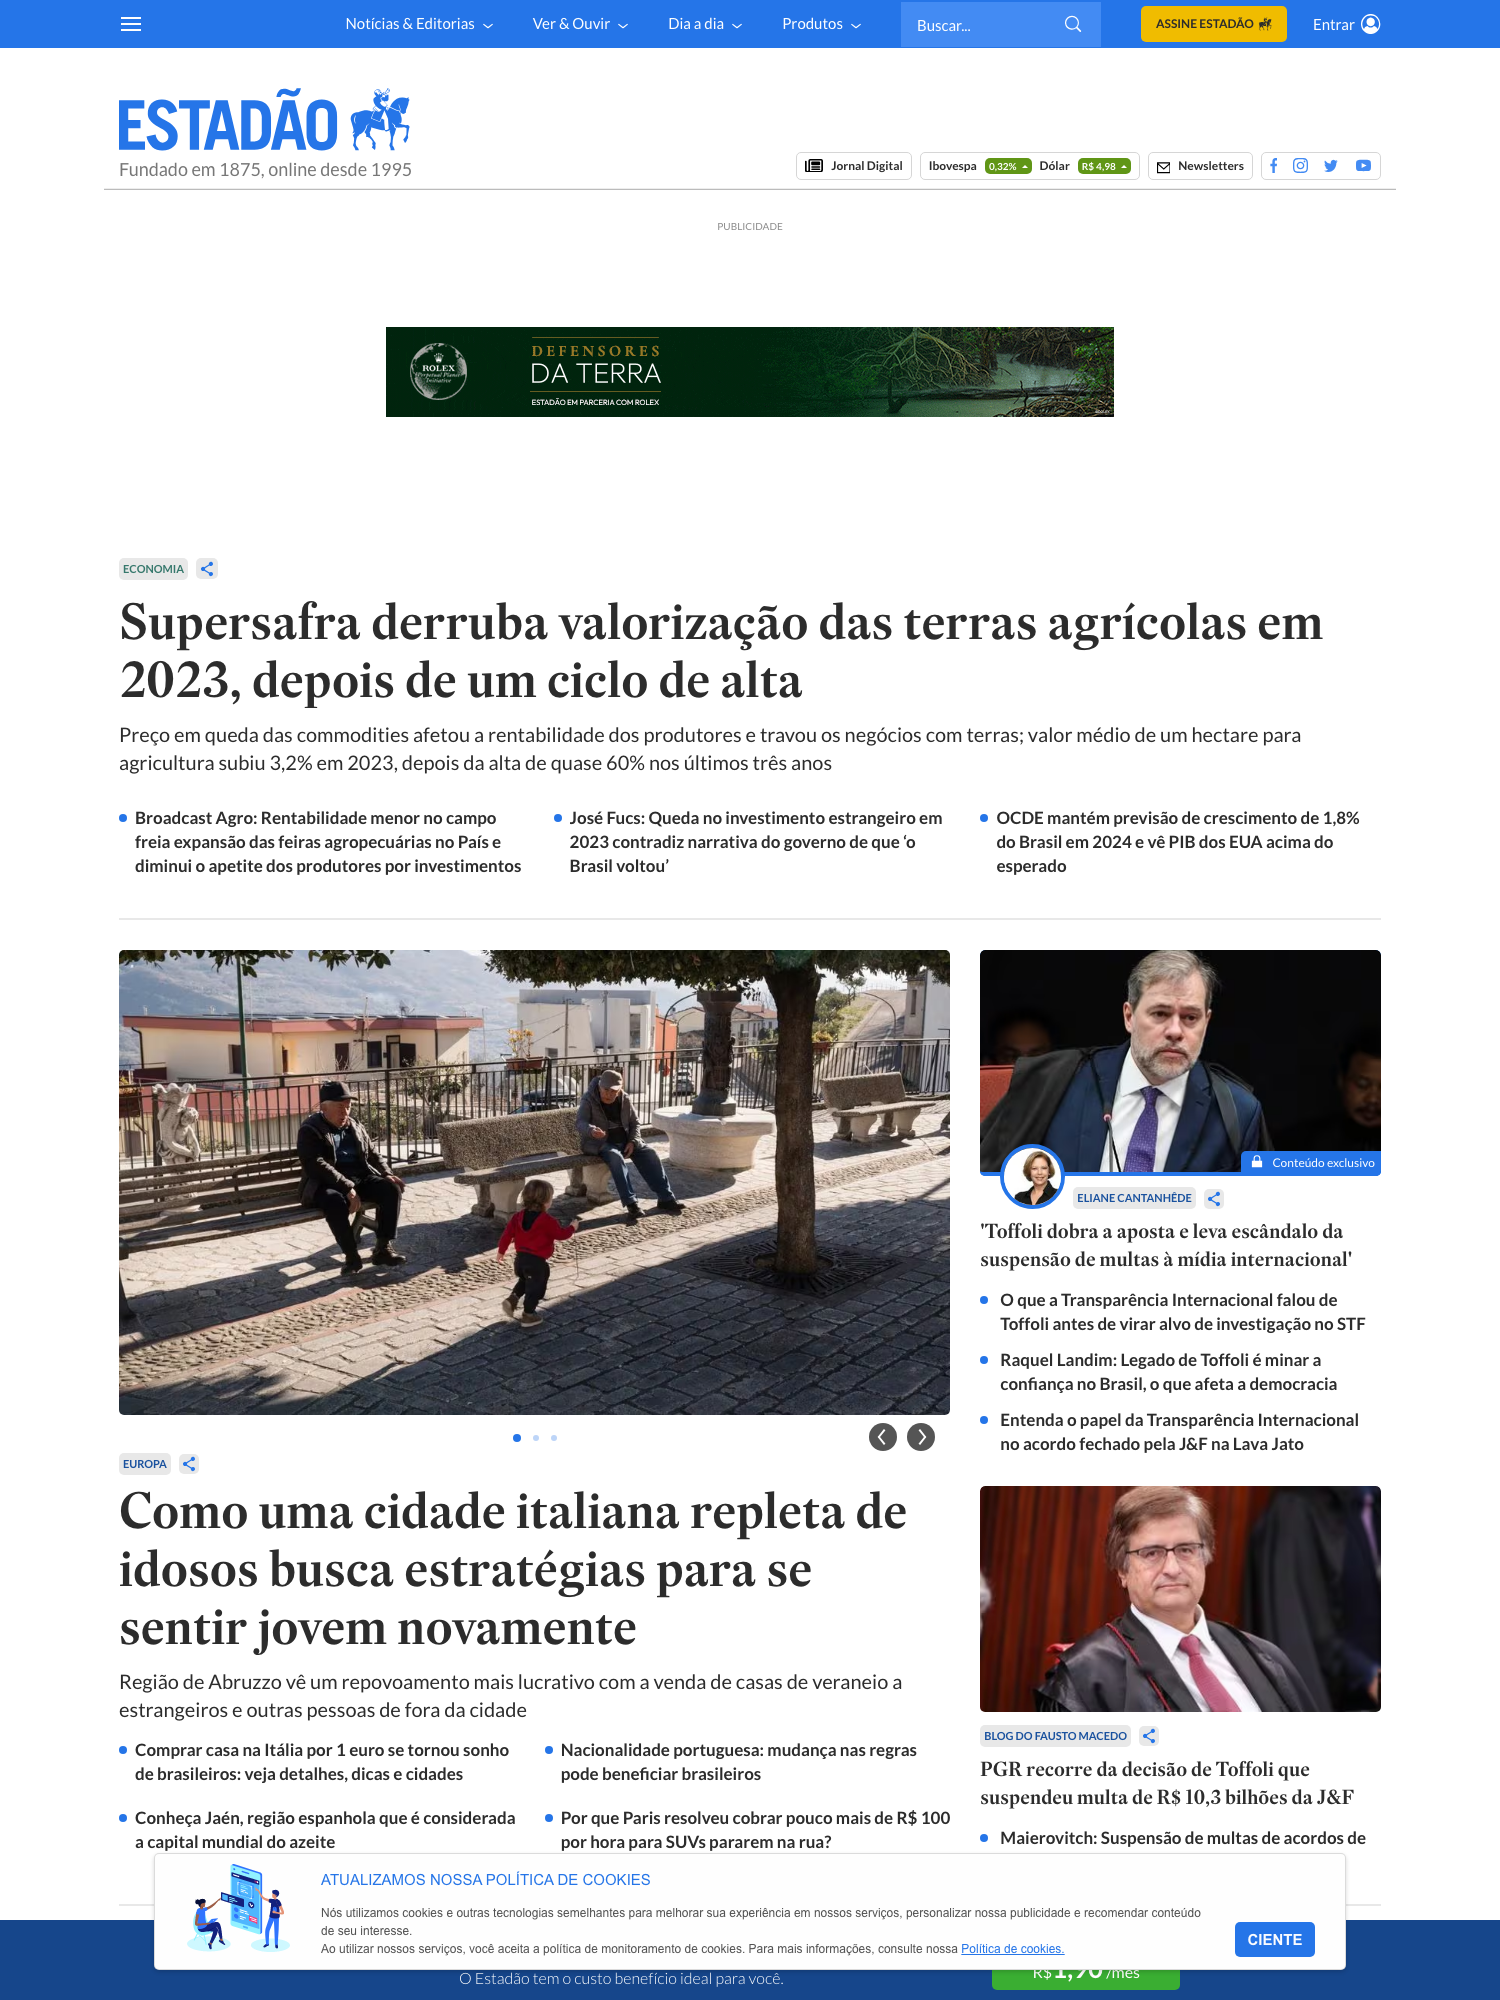 Notícias & Editorias
Ver & Ouvir
Dia a dia
Produtos
Buscar...
ASSINE ESTADÃO
Entrar
ESTADÃO
Fundado em 1875, online desde 1995
Jornal Digital
Ibovespa 0,32% Dólar R$ 4,98
Newsletters
PUBLICIDADE
ROLEX
Perpetual Planet
Initiative
DEFENSORES
DA TERRA
ESTADÃO EM PARCERIA COM ROLEX
ECONOMIA
Supersafra derruba valorização das terras agrícolas em
2023, depois de um ciclo de alta
Preço em queda das commodities afetou a rentabilidade dos produtores e travou os negócios com terras; valor médio de um hectare para
agricultura subiu 3,2% em 2023, depois da alta de quase 60% nos últimos três anos
Broadcast Agro: Rentabilidade menor no campo
freia expansão das feiras agropecuárias no País e
diminui o apetite dos produtores por investimentos
José Fucs: Queda no investimento estrangeiro em
2023 contradiz narrativa do governo de que ‘o
Brasil voltou’
OCDE mantém previsão de crescimento de 1,8%
do Brasil em 2024 e vê PIB dos EUA acima do
esperado
EUROPA
Como uma cidade italiana repleta de
idosos busca estratégias para se
sentir jovem novamente
Região de Abruzzo vê um repovoamento mais lucrativo com a venda de casas de veraneio a
estrangeiros e outras pessoas de fora da cidade
Comprar casa na Itália por 1 euro se tornou sonho
de brasileiros: veja detalhes, dicas e cidades
Nacionalidade portuguesa: mudança nas regras
pode beneficiar brasileiros
Conheça Jaén, região espanhola que é considerada
a capital mundial do azeite
Por que Paris resolveu cobrar pouco mais de R$ 100
por hora para SUVs pararem na rua?
Conteúdo exclusivo
ELIANE CANTANHÊDE
'Toffoli dobra a aposta e leva escândalo da
suspensão de multas à mídia internacional'
O que a Transparência Internacional falou de
Toffoli antes de virar alvo de investigação no STF
Raquel Landim: Legado de Toffoli é minar a
confiança no Brasil, o que afeta a democracia
Entenda o papel da Transparência Internacional
no acordo fechado pela J&F na Lava Jato
BLOG DO FAUSTO MACEDO
PGR recorre da decisão de Toffoli que
suspendeu multa de R$ 10,3 bilhões da J&F
Maierovitch: Suspensão de multas de acordos de
ATUALIZAMOS NOSSA POLÍTICA DE COOKIES
Nós utilizamos cookies e outras tecnologias semelhantes para melhorar sua experiência em nossos serviços, personalizar nossa publicidade e recomendar conteúdo
de seu interesse.
Ao utilizar nossos serviços, você aceita a política de monitoramento de cookies. Para mais informações, consulte nossa Política de cookies.
CIENTE
O Estadão tem o custo benefício ideal para você.
R$ 1,90 /mês